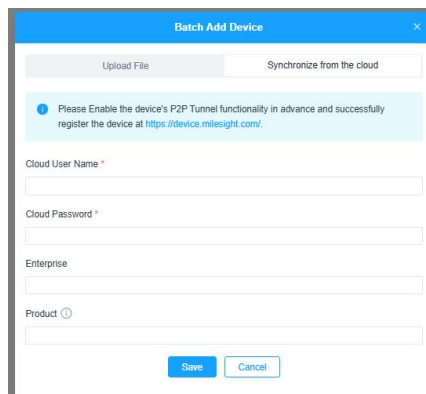 Batch Add Device
Upload File
Synchronize from the cloud
Please Enable the device's P2P Tunnel functionality in advance and successfully
register the device at https://device.milesight.com/.
Cloud User Name *
Cloud Password *
Enterprise
Product
Save
Cancel